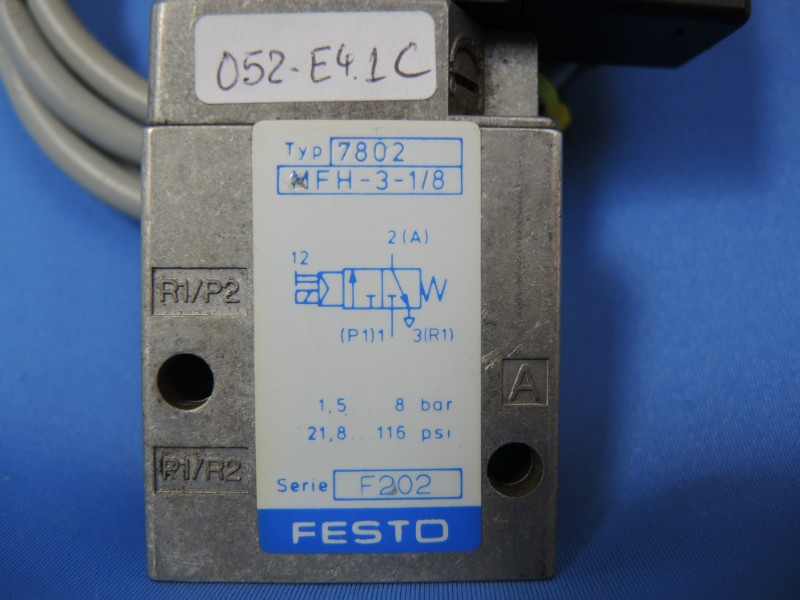 052-E4.1C
Typ 7802
MFH-3-1/8
2(A)
12
R1/P2
(P1)1 3(R1)
A
1,5...8 bar
21,8...116 psi
P1/R2
Serie F202
FESTO